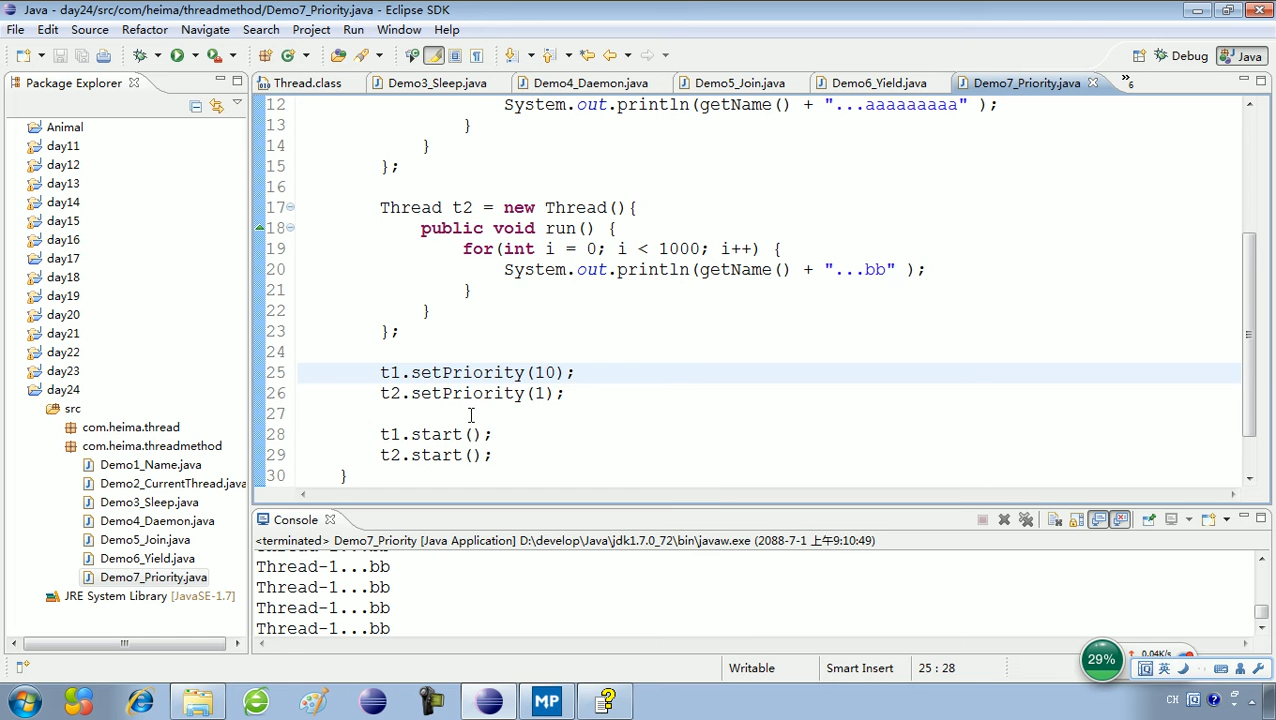 Java - day24/src/com/heima/threadmethod/Demo7_Priority.java - Eclipse SDK
File Edit Source Refactor Navigate Search Project Run Window Help
Debug Java
Package Explorer
Thread.class Demo3_Sleep.java Demo4_Daemon.java Demo5_Join.java Demo6_Yield.java Demo7_Priority.java »6
Animal
day11
day12
day13
day14
day15
day16
day17
day18
day19
day20
day21
day22
day23
day24
src
com.heima.thread
com.heima.threadmethod
Demo1_Name.java
Demo2_CurrentThread.java
Demo3_Sleep.java
Demo4_Daemon.java
Demo5_Join.java
Demo6_Yield.java
Demo7_Priority.java
JRE System Library [JavaSE-1.7]
12 System.out.println(getName() + "...aaaaaaaaa" );
13 }
14 }
15 };
16
17 Thread t2 = new Thread(){
18 public void run() {
19 for(int i = 0; i < 1000; i++) {
20 System.out.println(getName() + "...bb" );
21 }
22 }
23 };
24
25 t1.setPriority(10);
26 t2.setPriority(1);
27
28 t1.start();
29 t2.start();
30 }
Console
<terminated> Demo7_Priority [Java Application] D:\develop\Java\jdk1.7.0_72\bin\javaw.exe (2088-7-1 上午9:10:49)
Thread-1...bb
Thread-1...bb
Thread-1...bb
Thread-1...bb
Writable Smart Insert 25 : 28
29%
0.04K/s
英
MP
CH